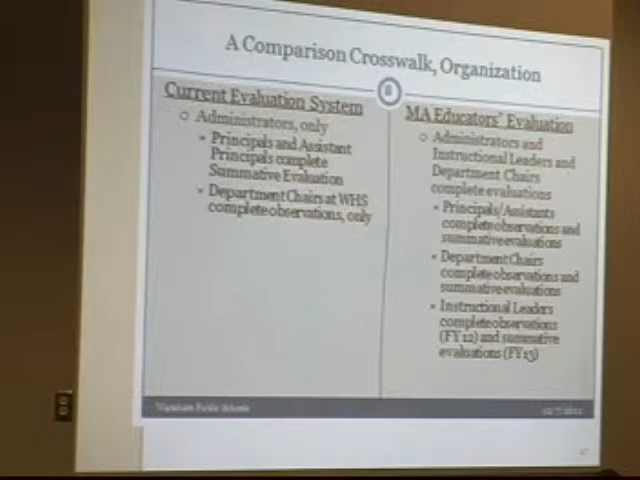 A Comparison Crosswalk, Organization
8
Current Evaluation System
Administrators, only
Principals and Assistant
Principals complete
Summative Evaluation
Department Chairs at WHS
complete observations, only
MA Educators' Evaluation
Administrators and
Instructional Leaders and
Department Chairs
complete evaluations
Principals/Assistants
complete observations and
summative evaluations
Department Chairs
complete observations and
summative evaluations
Instructional Leaders
complete observations
(FY12) and summative
evaluations (FY13)
Public Schools